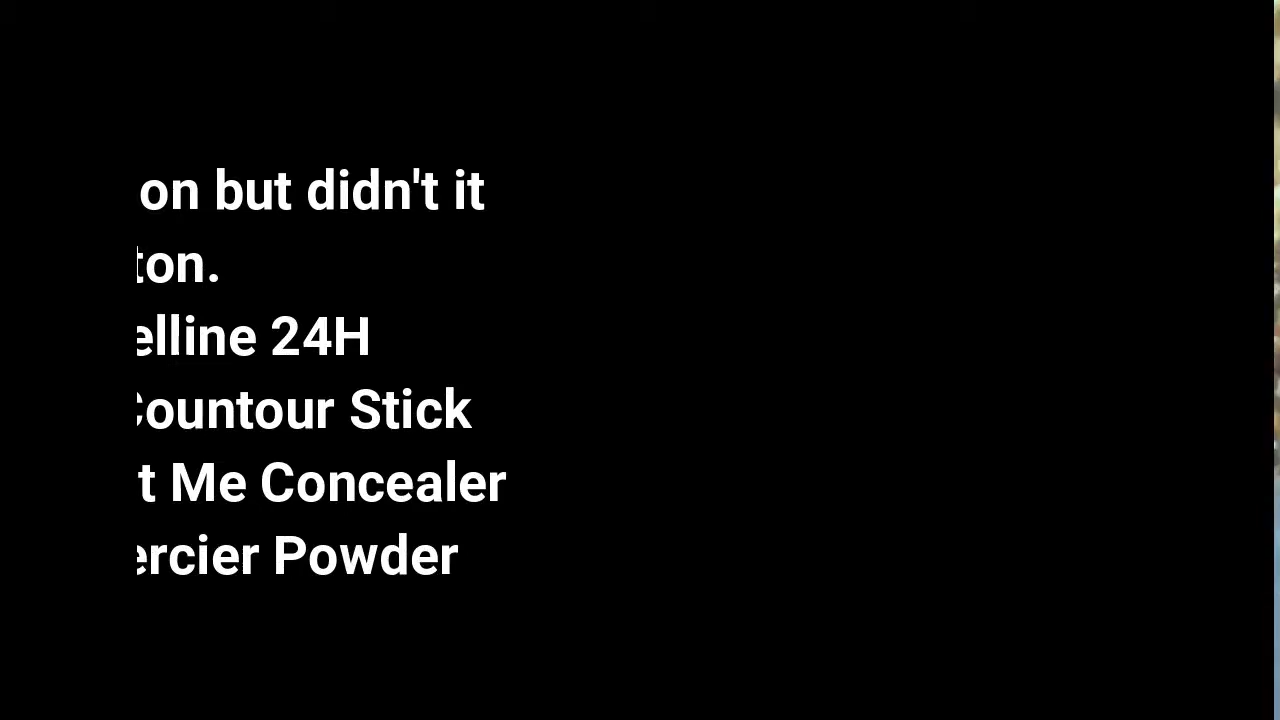 on but didn't it
ton.
elline 24H
Countour Stick
t Me Concealer
ercier Powder